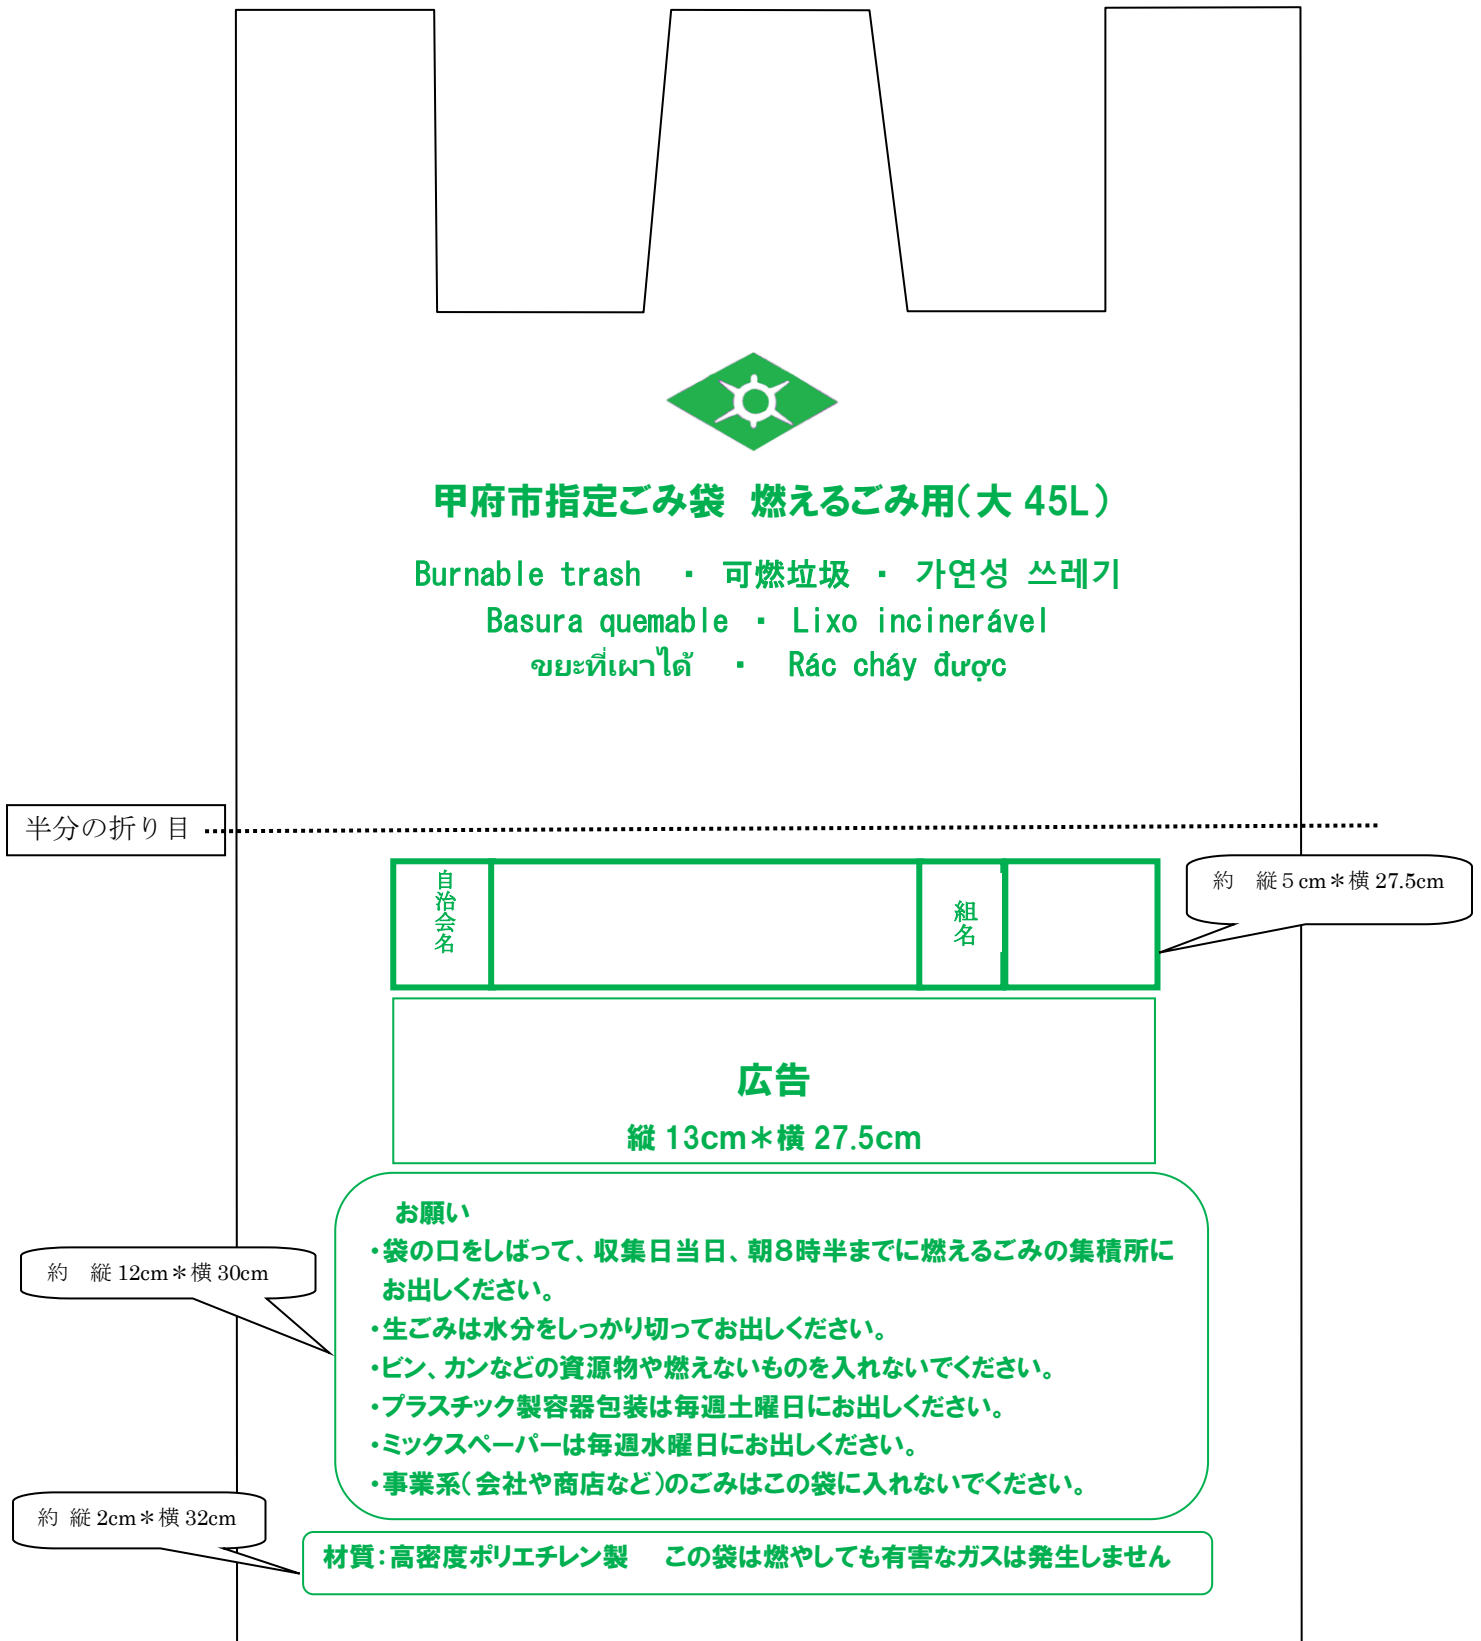 甲府市指定ごみ袋　燃えるごみ用(大 45L)
Burnable trash ・ 可燃垃圾 ・ 가연성 쓰레기
Basura quemable ・ Lixo incinerável
ขยะที่เผาได้ ・ Rác cháy được
半分の折り目
自治会名
組名
約　縦５cm＊横 27.5cm
広告
縦 13cm＊横 27.5cm
お願い
・袋の口をしばって、収集日当日、朝８時半までに燃えるごみの集積所に
お出しください。
・生ごみは水分をしっかり切ってお出しください。
・ビン、カンなどの資源物や燃えないものを入れないでください。
・プラスチック製容器包装は毎週土曜日にお出しください。
・ミックスペーパーは毎週水曜日にお出しください。
・事業系(会社や商店など)のごみはこの袋に入れないでください。
約　縦 12cm＊横 30cm
約 縦 2cm＊横 32cm
材質：高密度ポリエチレン製　この袋は燃やしても有害なガスは発生しません